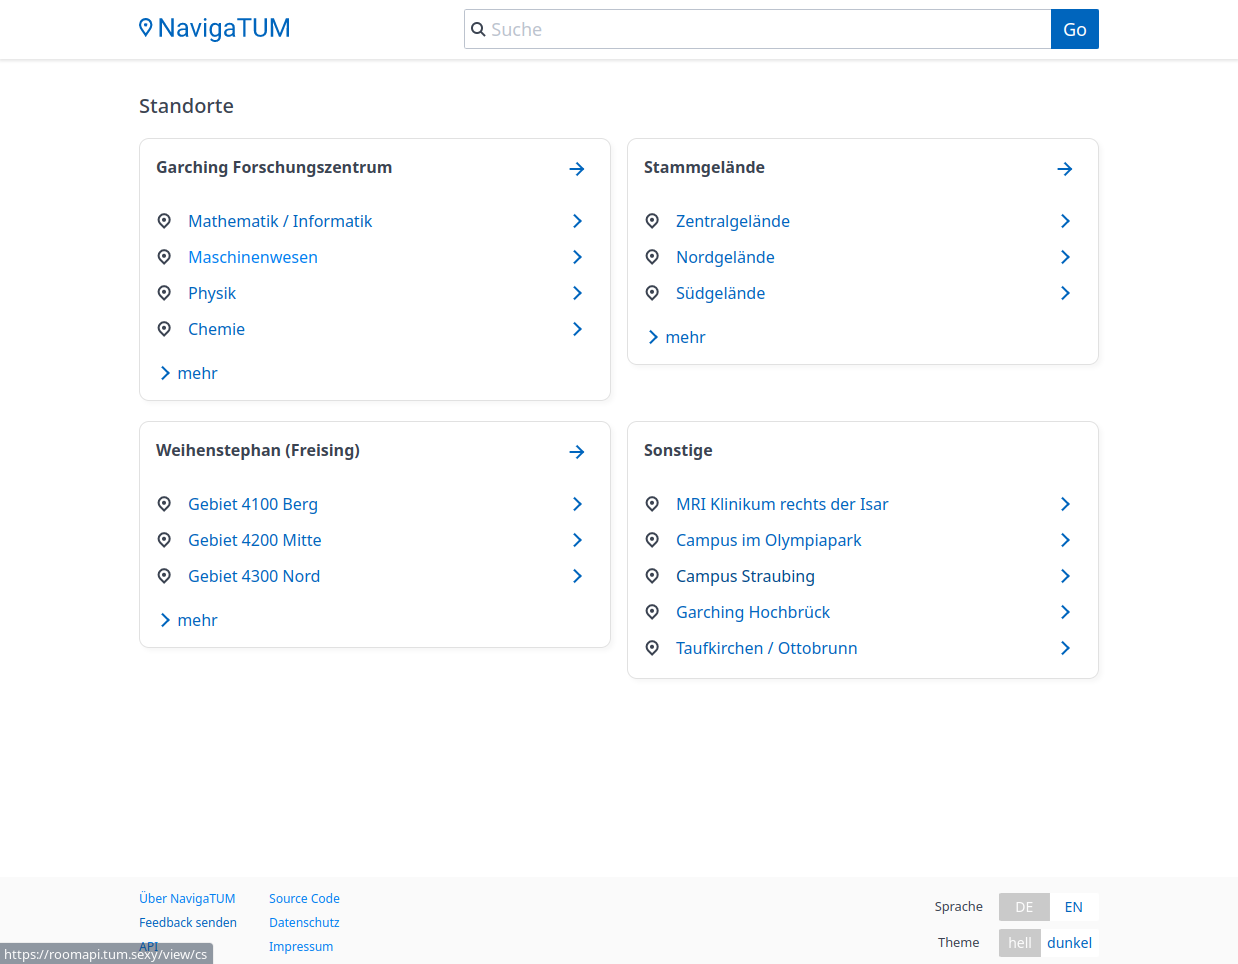 NavigaTUM
Suche
Go
Standorte
Garching Forschungszentrum
Mathematik / Informatik
Maschinenwesen
Physik
Chemie
mehr
Stammgelände
Zentralgelände
Nordgelände
Südgelände
mehr
Weihenstephan (Freising)
Gebiet 4100 Berg
Gebiet 4200 Mitte
Gebiet 4300 Nord
mehr
Sonstige
MRI Klinikum rechts der Isar
Campus im Olympiapark
Campus Straubing
Garching Hochbrück
Taufkirchen / Ottobrunn
Über NavigaTUM
Feedback senden
API
Source Code
Datenschutz
Impressum
Sprache DE EN
Theme hell dunkel
https://roomapi.tum.sexy/view/cs